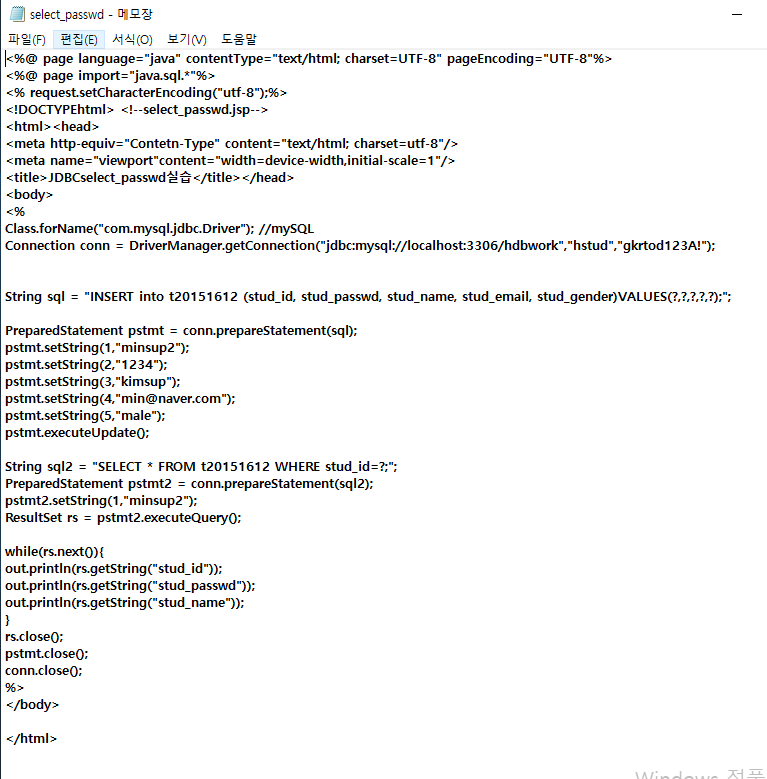 select_passwd - 메모장
파일(F) 편집(E) 서식(O) 보기(V) 도움말
<%@ page language="java" contentType="text/html; charset=UTF-8" pageEncoding="UTF-8"%>
<%@ page import="java.sql.*"%>
<% request.setCharacterEncoding("utf-8");%>
<!DOCTYPEhtml> <!--select_passwd.jsp-->
<html><head>
<meta http-equiv="Contetn-Type" content="text/html; charset=utf-8"/>
<meta name="viewport"content="width=device-width,initial-scale=1"/>
<title>JDBCselect_passwd실습</title></head>
<body>
<%
Class.forName("com.mysql.jdbc.Driver"); //mySQL
Connection conn = DriverManager.getConnection("jdbc:mysql://localhost:3306/hdbwork","hstud","gkrtod123A!");
String sql = "INSERT into t20151612 (stud_id, stud_passwd, stud_name, stud_email, stud_gender)VALUES(?,?,?,?,?);";
PreparedStatement pstmt = conn.prepareStatement(sql);
pstmt.setString(1,"minsup2");
pstmt.setString(2,"1234");
pstmt.setString(3,"kimsup");
pstmt.setString(4,"min@naver.com");
pstmt.setString(5,"male");
pstmt.executeUpdate();
String sql2 = "SELECT * FROM t20151612 WHERE stud_id=?;";
PreparedStatement pstmt2 = conn.prepareStatement(sql2);
pstmt2.setString(1,"minsup2");
ResultSet rs = pstmt2.executeQuery();
while(rs.next()){
out.println(rs.getString("stud_id"));
out.println(rs.getString("stud_passwd"));
out.println(rs.getString("stud_name"));
}
rs.close();
pstmt.close();
conn.close();
%>
</body>
</html>
Windows